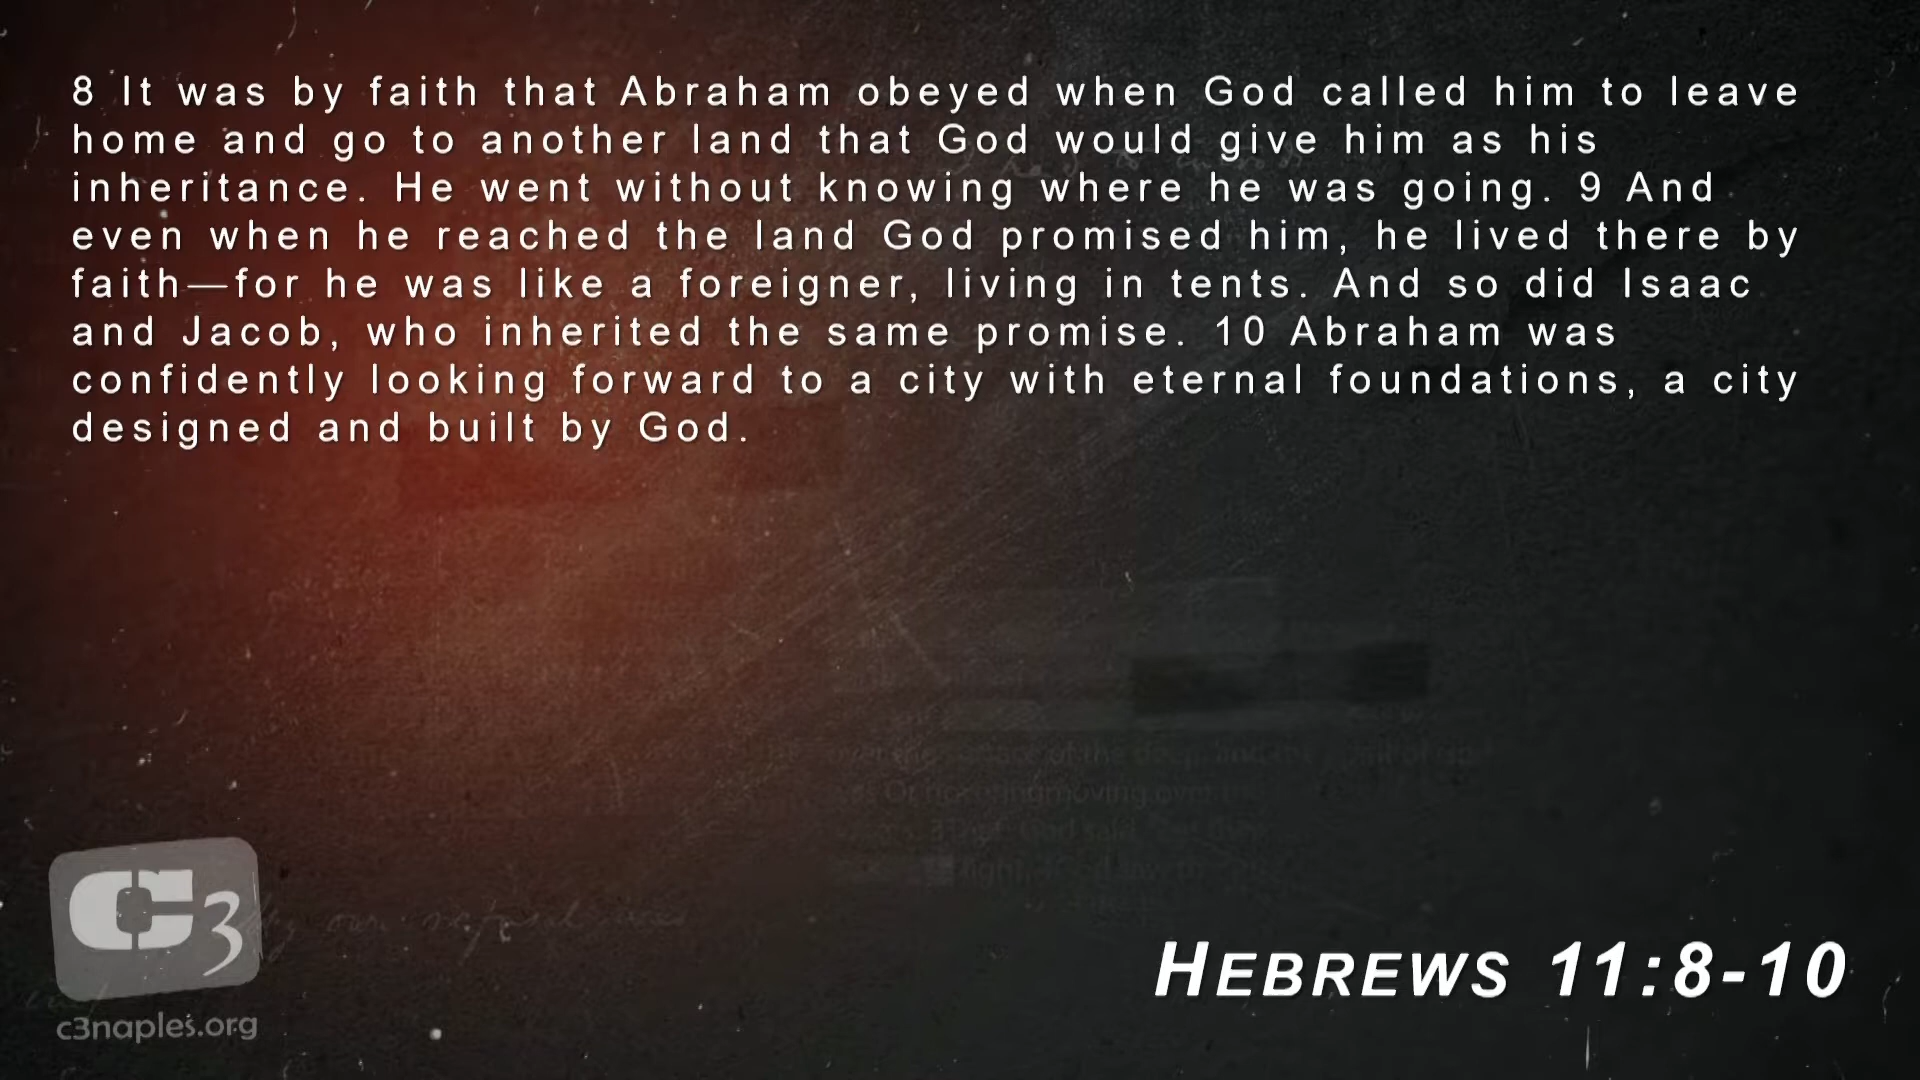 8 It was by faith that Abraham obeyed when God called him to leave
home and go to another land that God would give him as his
inheritance. He went without knowing where he was going. 9 And
even when he reached the land God promised him, he lived there by
faith—for he was like a foreigner, living in tents. And so did Isaac
and Jacob, who inherited the same promise. 10 Abraham was
confidently looking forward to a city with eternal foundations, a city
designed and built by God.
C3
c3naples.org
HEBREWS 11:8-10